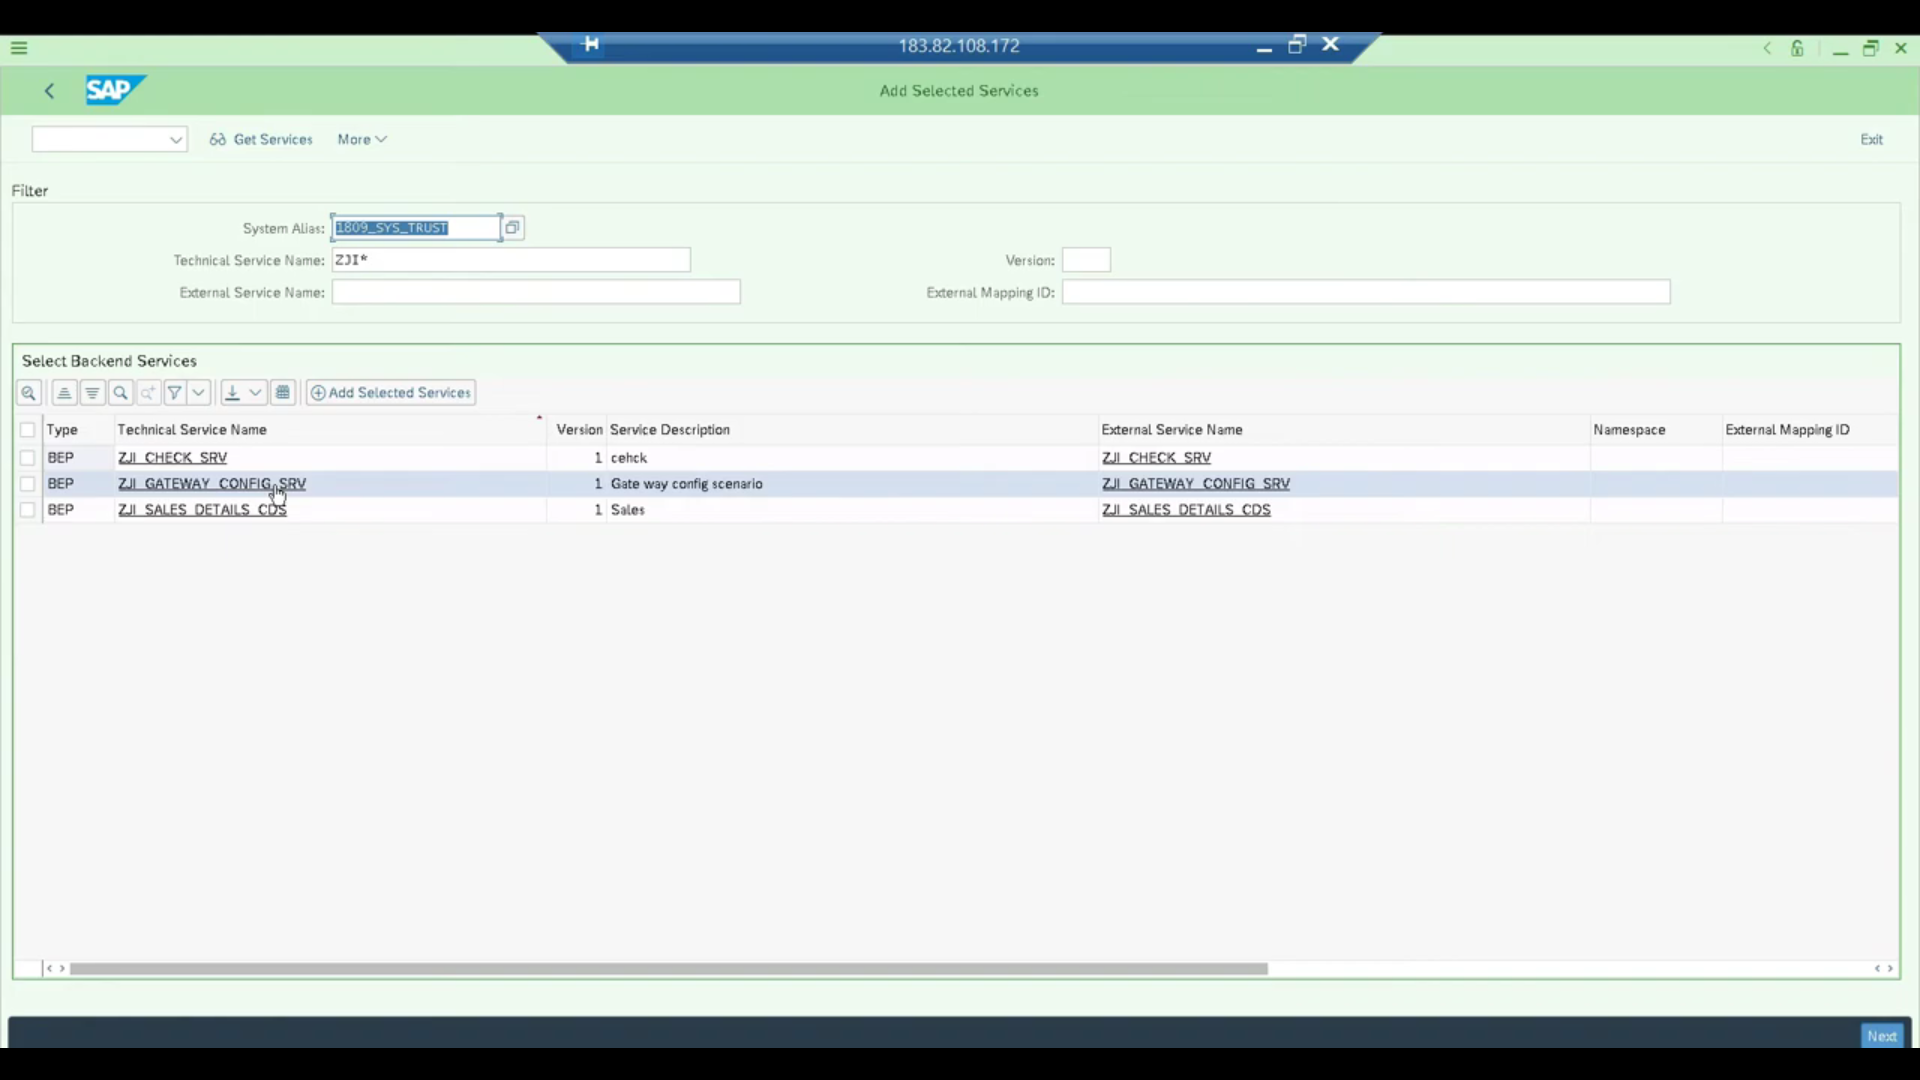 183.82.108.172
SAP
Add Selected Services
Get Services More Exit
Filter
System Alias: 1809_SYS_TRUST
Technical Service Name: ZJI* Version:
External Service Name: External Mapping ID:
Select Backend Services
Add Selected Services
Type Technical Service Name Version Service Description External Service Name Namespace External Mapping ID
BEP ZJI_CHECK_SRV 1 cehck ZJI_CHECK_SRV
BEP ZJI_GATEWAY_CONFIG_SRV 1 Gate way config scenario ZJI_GATEWAY_CONFIG_SRV
BEP ZJI_SALES_DETAILS_CDS 1 Sales ZJI_SALES_DETAILS_CDS
Next